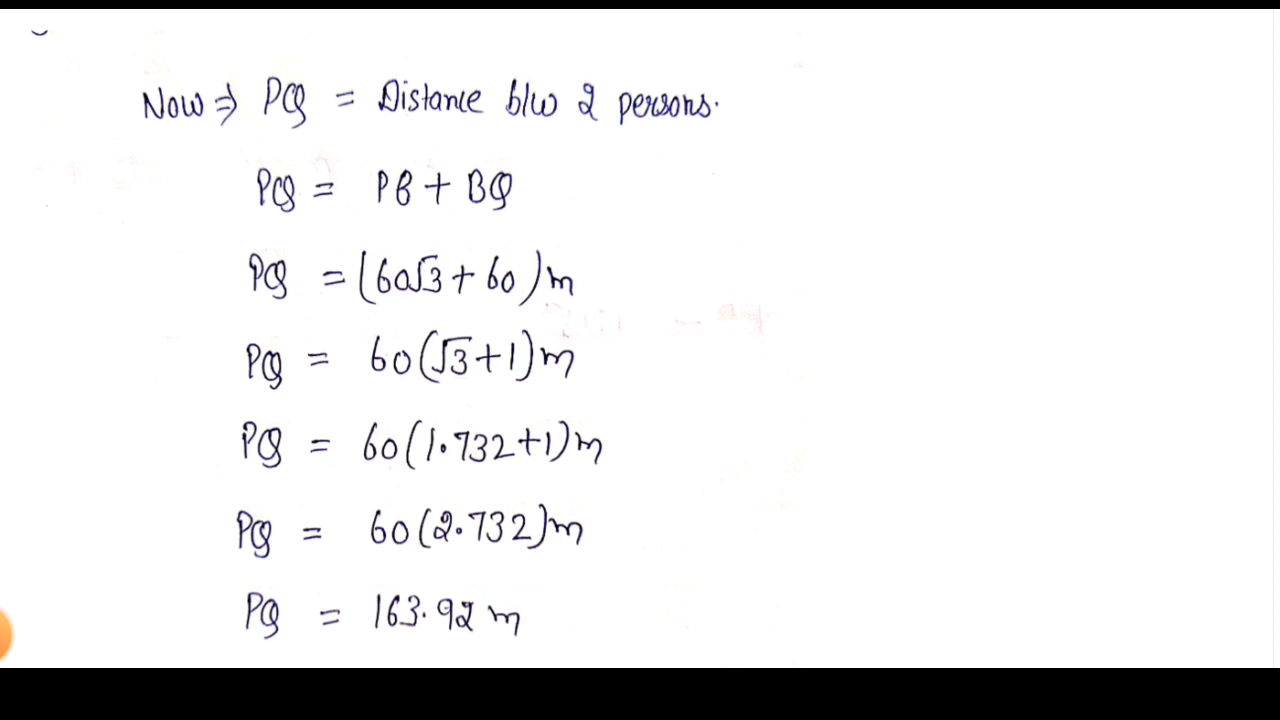 Now ⇒ PQ = Distance b/w 2 persons.
PQ = PB + BQ
PQ = (60√3 + 60) m
PQ = 60(√3 + 1) m
PQ = 60(1.732 + 1) m
PQ = 60(2.732) m
PQ = 163.92 m